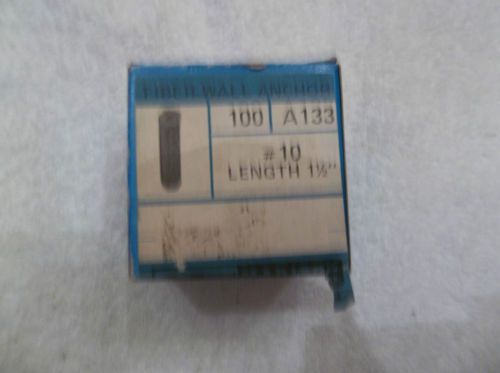 FIBER WALL ANCHOR
100 A133
#10
LENGTH 1½"